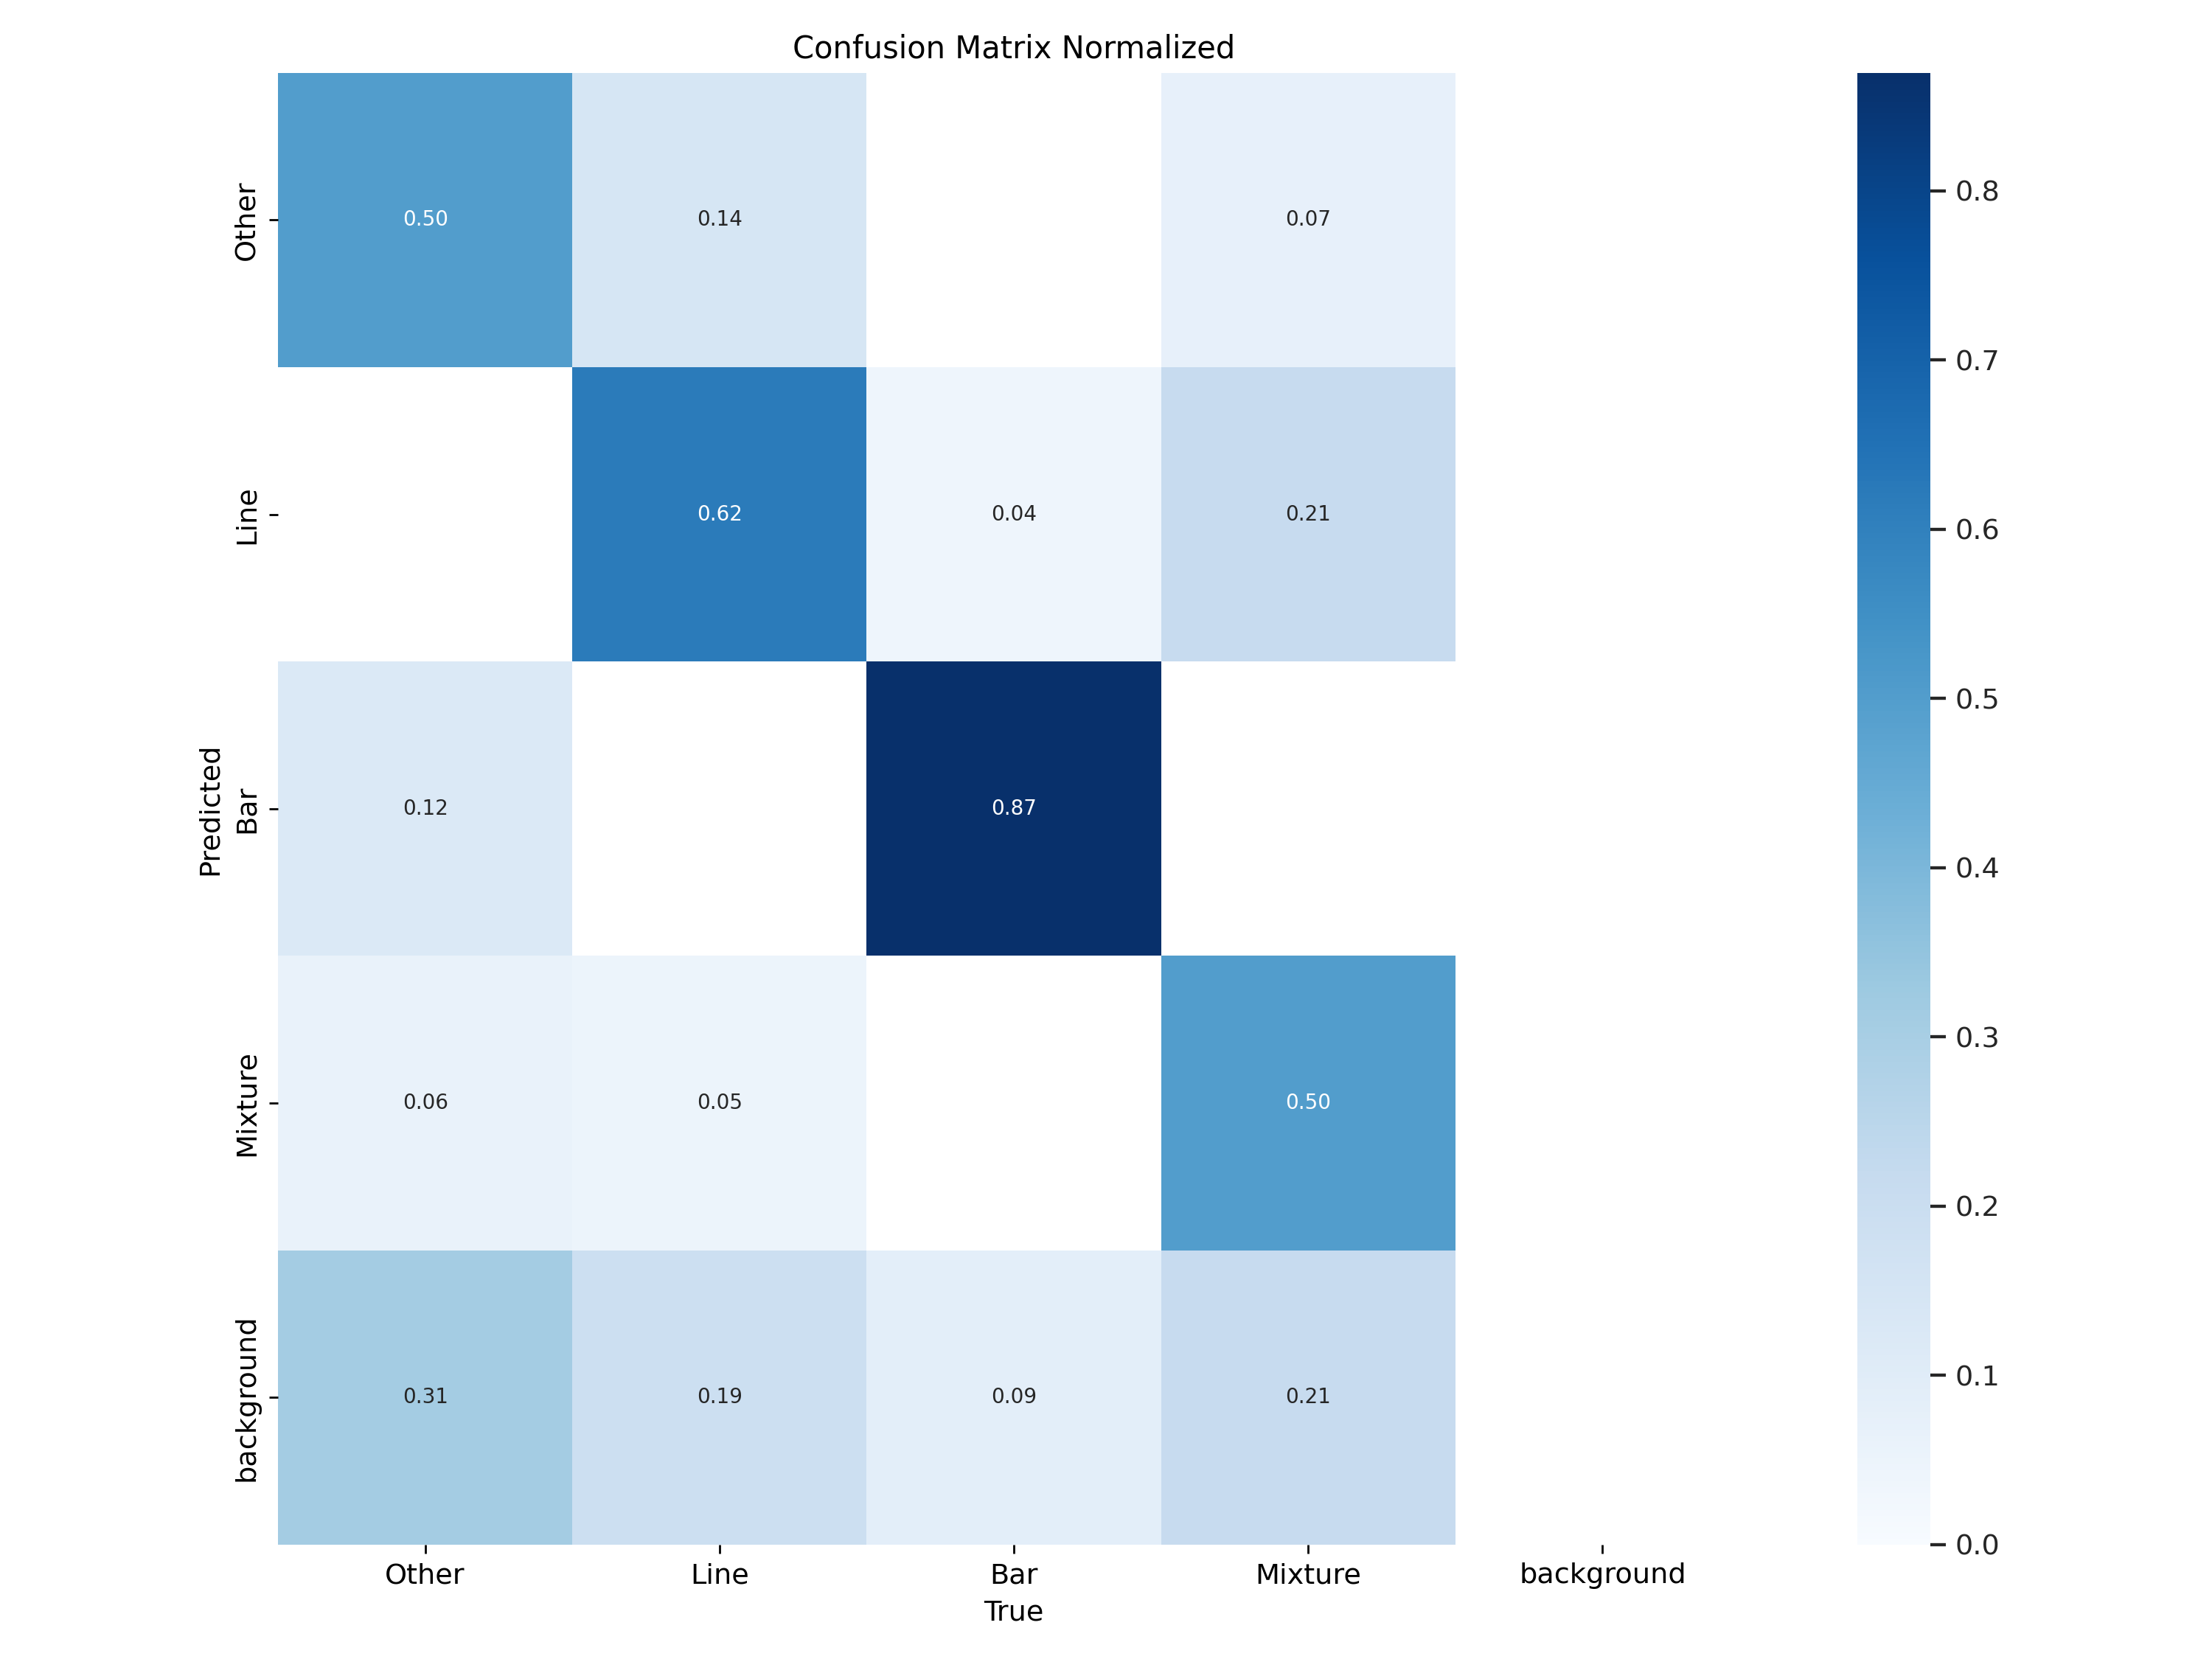 Confusion Matrix Normalized
Other 0.50 0.14 0.07
Line 0.62 0.04 0.21
Bar 0.12 0.87
Mixture 0.06 0.05 0.50
background 0.31 0.19 0.09 0.21
Predicted
Other Line Bar Mixture background
True
0.8
0.7
0.6
0.5
0.4
0.3
0.2
0.1
0.0